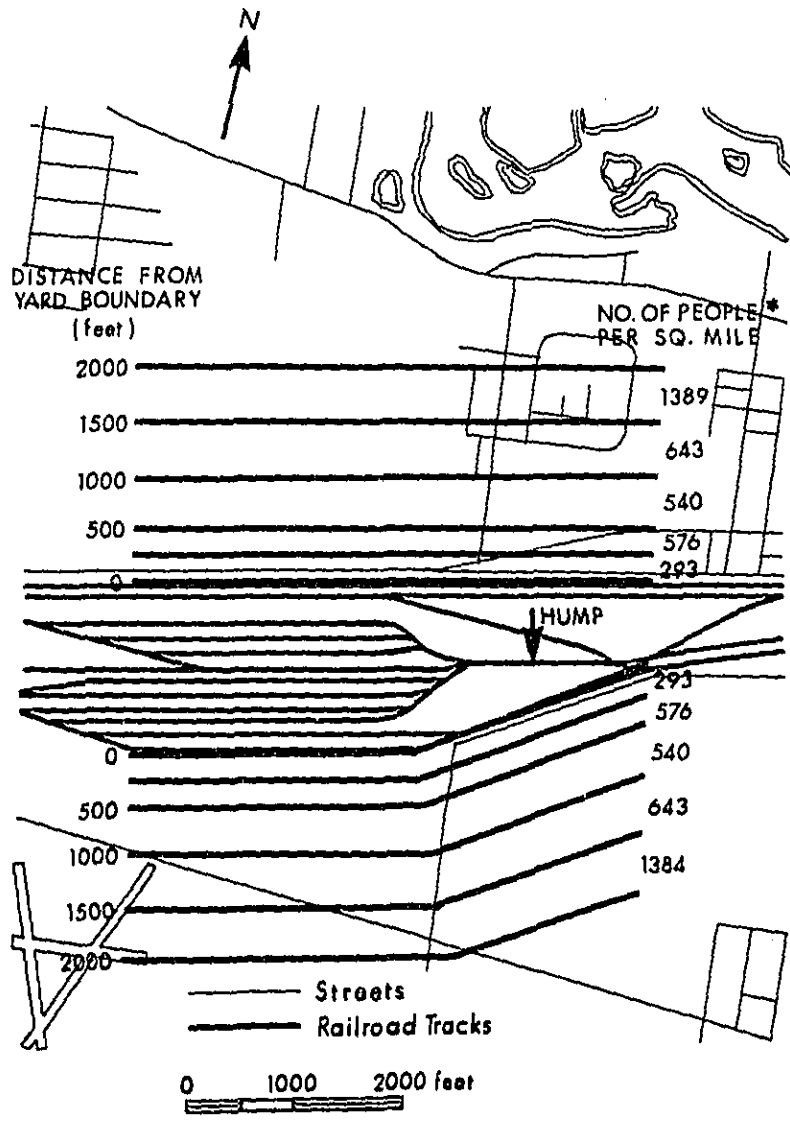 N
DISTANCE FROM
YARD BOUNDARY
(feet)
NO. OF PEOPLE *
PER SQ. MILE
2000
1389
1500
643
1000
540
500
576
293
0
HUMP
293
576
0
540
500
643
1000
1384
1500
2000
Streets
Railroad Tracks
0 1000 2000 feet